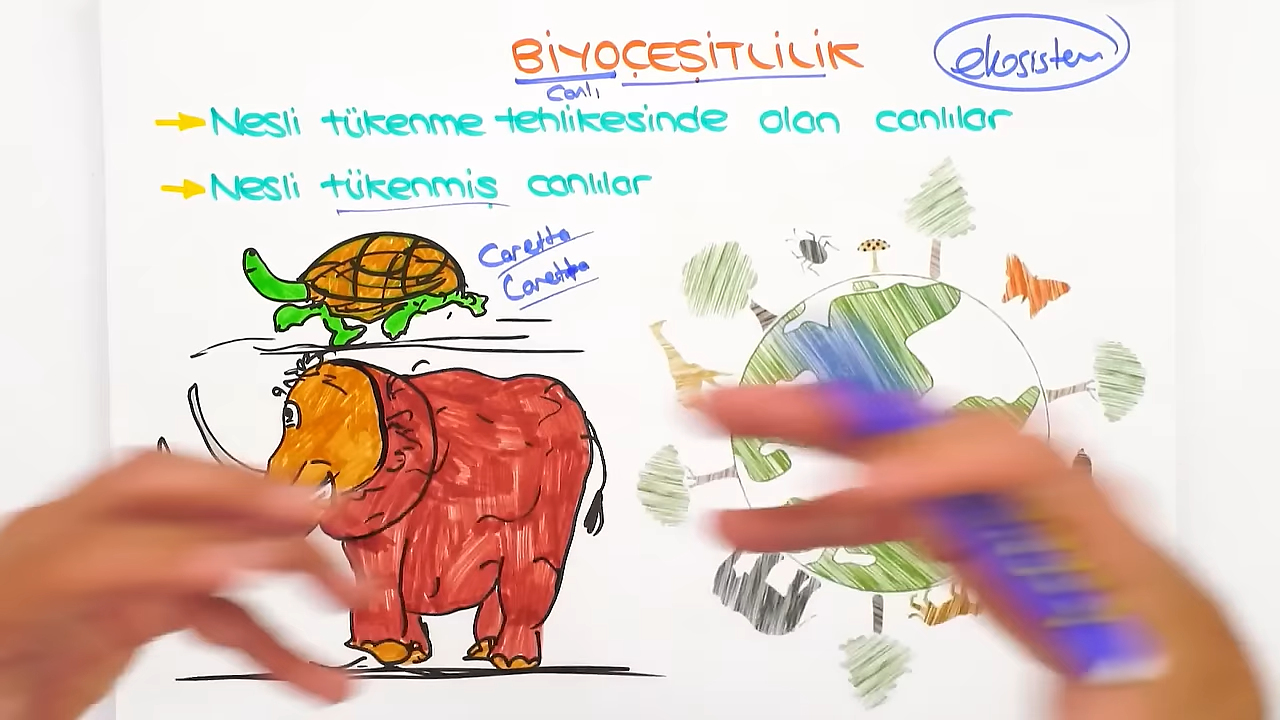 BİYOÇEŞİTLİLİK
ekosistem
Canlı
Nesli tükenme tehlikesinde olan canlılar
Nesli tükenmiş canlılar
Caretta
Caretta